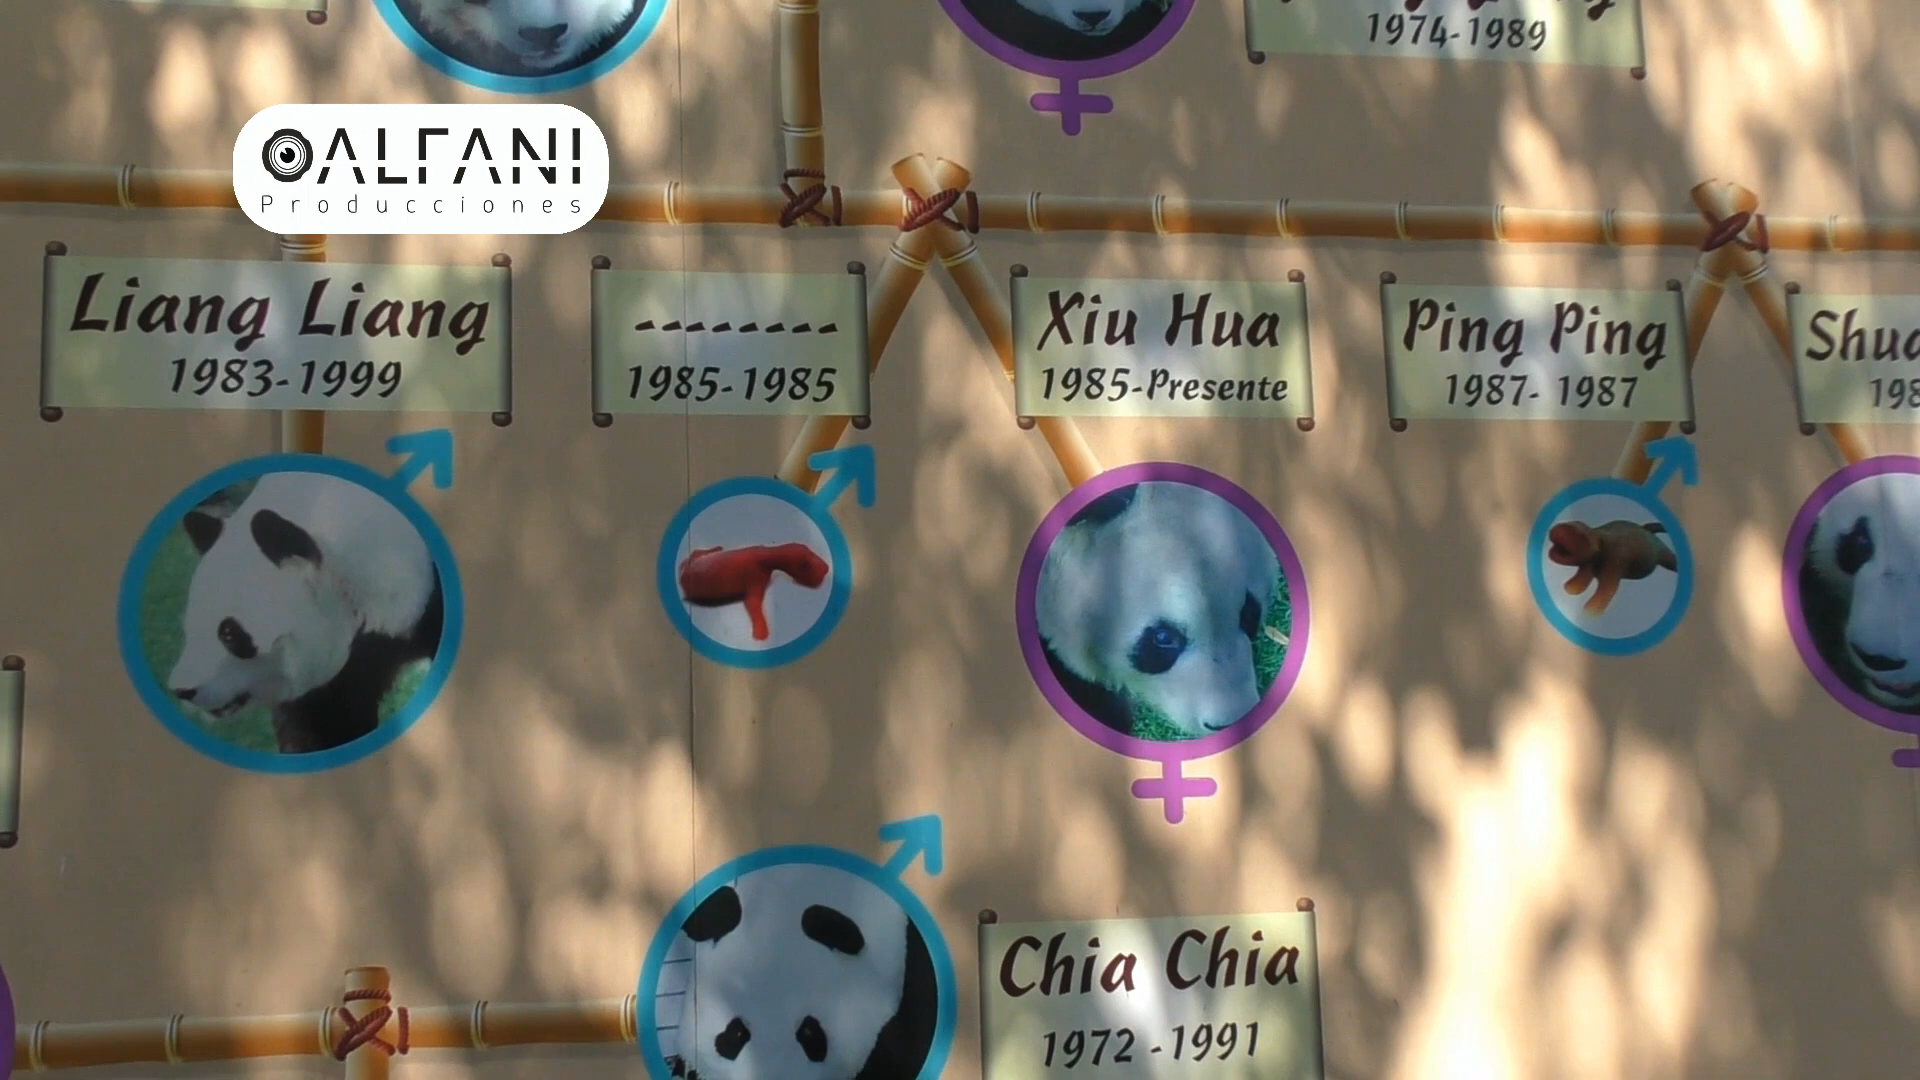 1974-1989
ALFANI
Producciones
Liang Liang
1983-1999
--------
1985-1985
Xiu Hua
1985-Presente
Ping Ping
1987- 1987
Chia Chia
1972 -1991